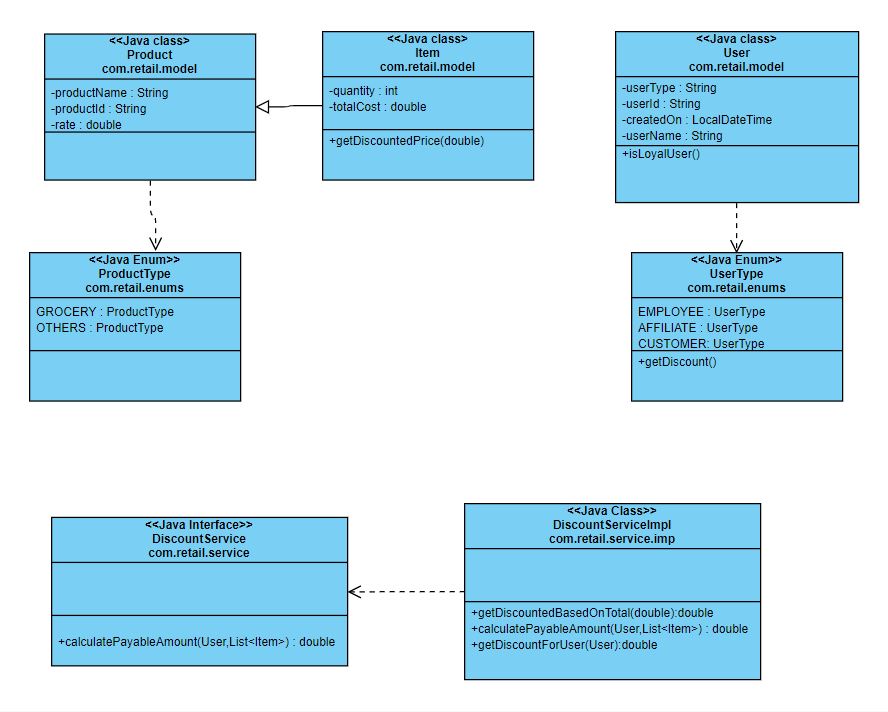 <<Java class>>
Product
com.retail.model
-productName : String
-productId : String
-rate : double
<<Java class>>
Item
com.retail.model
-quantity : int
-totalCost : double
+getDiscountedPrice(double)
<<Java class>>
User
com.retail.model
-userType : String
-userId : String
-createdOn : LocalDateTime
-userName : String
+isLoyalUser()
<<Java Enum>>
ProductType
com.retail.enums
GROCERY : ProductType
OTHERS : ProductType
<<Java Enum>>
UserType
com.retail.enums
EMPLOYEE : UserType
AFFILIATE : UserType
CUSTOMER: UserType
+getDiscount()
<<Java Interface>>
DiscountService
com.retail.service
+calculatePayableAmount(User,List<Item>) : double
<<Java Class>>
DiscountServiceImpl
com.retail.service.imp
+getDiscountedBasedOnTotal(double):double
+calculatePayableAmount(User,List<Item>) : double
+getDiscountForUser(User):double